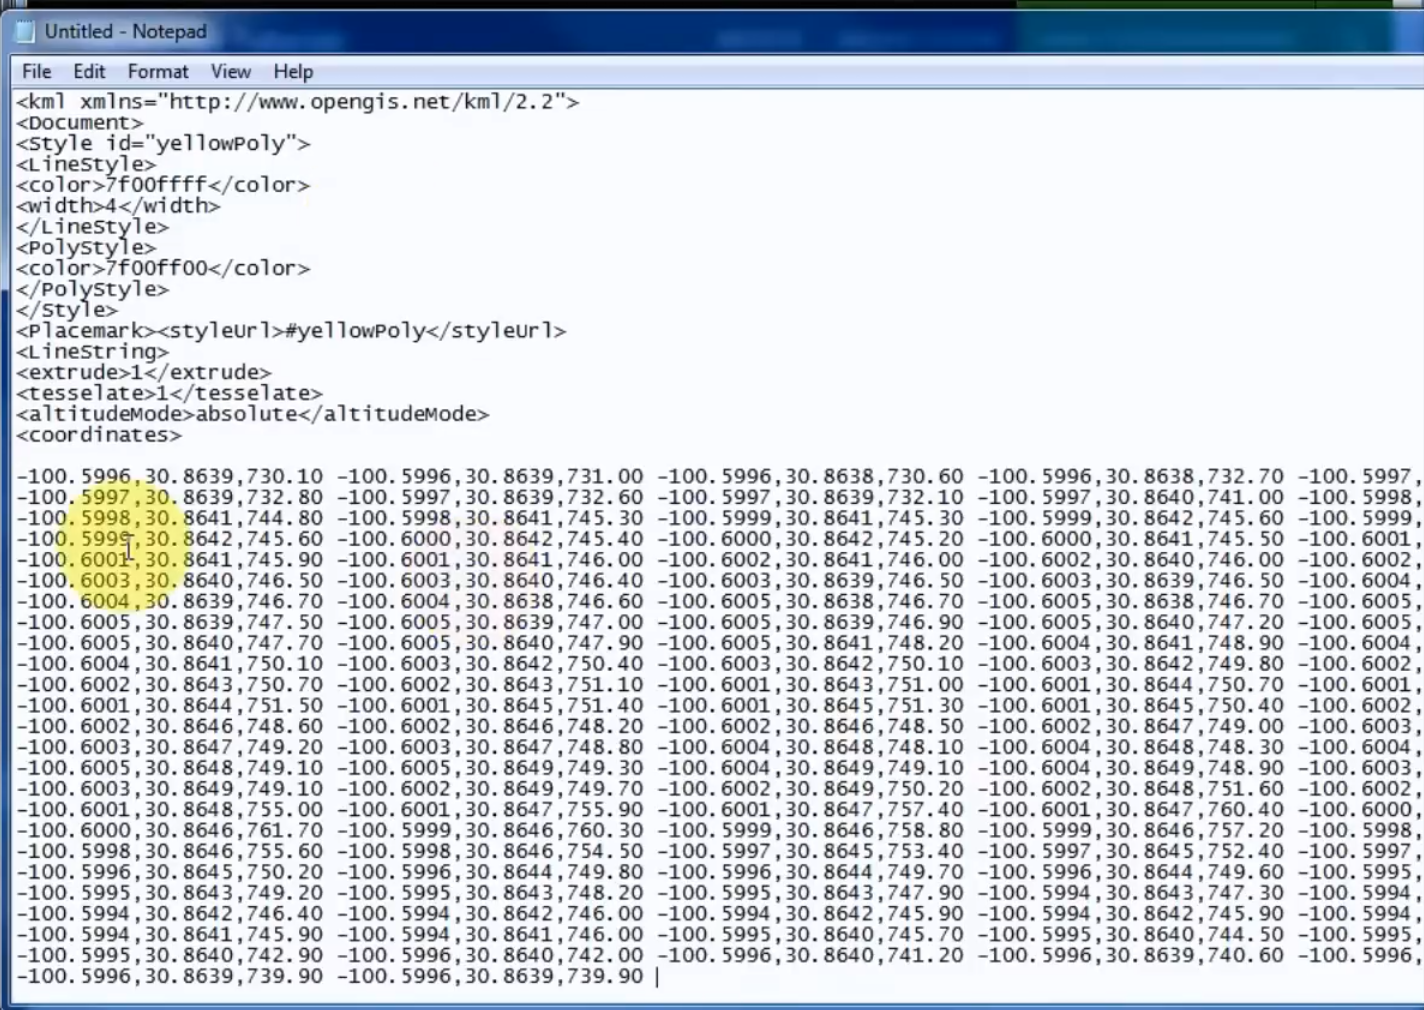 Untitled - Notepad
File Edit Format View Help
<kml xmlns="http://www.opengis.net/kml/2.2">
<Document>
<Style id="yellowPoly">
<LineStyle>
<color>7f00ffff</color>
<width>4</width>
</LineStyle>
<PolyStyle>
<color>7f00ff00</color>
</PolyStyle>
</Style>
<Placemark><styleUrl>#yellowPoly</styleUrl>
<LineString>
<extrude>1</extrude>
<tesselate>1</tesselate>
<altitudeMode>absolute</altitudeMode>
<coordinates>
-100.5996,30.8639,730.10 -100.5996,30.8639,731.00 -100.5996,30.8638,730.60 -100.5996,30.8638,732.70 -100.5997,
-100.5997,30.8639,732.80 -100.5997,30.8639,732.60 -100.5997,30.8639,732.10 -100.5997,30.8640,741.00 -100.5998,
-100.5998,30.8641,744.80 -100.5998,30.8641,745.30 -100.5999,30.8641,745.30 -100.5999,30.8642,745.60 -100.5999,
-100.5999,30.8642,745.60 -100.6000,30.8642,745.40 -100.6000,30.8642,745.20 -100.6000,30.8641,745.50 -100.6001,
-100.6001,30.8641,745.90 -100.6001,30.8641,746.00 -100.6002,30.8641,746.00 -100.6002,30.8640,746.00 -100.6002,
-100.6003,30.8640,746.50 -100.6003,30.8640,746.40 -100.6003,30.8639,746.50 -100.6003,30.8639,746.50 -100.6004,
-100.6004,30.8639,746.70 -100.6004,30.8638,746.60 -100.6005,30.8638,746.70 -100.6005,30.8638,746.70 -100.6005,
-100.6005,30.8639,747.50 -100.6005,30.8639,747.00 -100.6005,30.8639,746.90 -100.6005,30.8640,747.20 -100.6005,
-100.6005,30.8640,747.70 -100.6005,30.8640,747.90 -100.6005,30.8641,748.20 -100.6004,30.8641,748.90 -100.6004,
-100.6004,30.8641,750.10 -100.6003,30.8642,750.40 -100.6003,30.8642,750.10 -100.6003,30.8642,749.80 -100.6002,
-100.6002,30.8643,750.70 -100.6002,30.8643,751.10 -100.6001,30.8643,751.00 -100.6001,30.8644,750.70 -100.6001,
-100.6001,30.8644,751.50 -100.6001,30.8645,751.40 -100.6001,30.8645,751.30 -100.6001,30.8645,750.40 -100.6002,
-100.6002,30.8646,748.60 -100.6002,30.8646,748.20 -100.6002,30.8646,748.50 -100.6002,30.8647,749.00 -100.6003,
-100.6003,30.8647,749.20 -100.6003,30.8647,748.80 -100.6004,30.8648,748.10 -100.6004,30.8648,748.30 -100.6004,
-100.6005,30.8648,749.10 -100.6005,30.8649,749.30 -100.6004,30.8649,749.10 -100.6004,30.8649,748.90 -100.6003,
-100.6003,30.8649,749.10 -100.6002,30.8649,749.70 -100.6002,30.8649,750.20 -100.6002,30.8648,751.60 -100.6002,
-100.6001,30.8648,755.00 -100.6001,30.8647,755.90 -100.6001,30.8647,757.40 -100.6001,30.8647,760.40 -100.6000,
-100.6000,30.8646,761.70 -100.5999,30.8646,760.30 -100.5999,30.8646,758.80 -100.5999,30.8646,757.20 -100.5998,
-100.5998,30.8646,755.60 -100.5998,30.8646,754.50 -100.5997,30.8645,753.40 -100.5997,30.8645,752.40 -100.5997,
-100.5996,30.8645,750.20 -100.5996,30.8644,749.80 -100.5996,30.8644,749.70 -100.5996,30.8644,749.60 -100.5995,
-100.5995,30.8643,749.20 -100.5995,30.8643,748.20 -100.5995,30.8643,747.90 -100.5994,30.8643,747.30 -100.5994,
-100.5994,30.8642,746.40 -100.5994,30.8642,746.00 -100.5994,30.8642,745.90 -100.5994,30.8642,745.90 -100.5994,
-100.5994,30.8641,745.90 -100.5994,30.8641,746.00 -100.5995,30.8640,745.70 -100.5995,30.8640,744.50 -100.5995,
-100.5995,30.8640,742.90 -100.5996,30.8640,742.00 -100.5996,30.8640,741.20 -100.5996,30.8639,740.60 -100.5996,
-100.5996,30.8639,739.90 -100.5996,30.8639,739.90